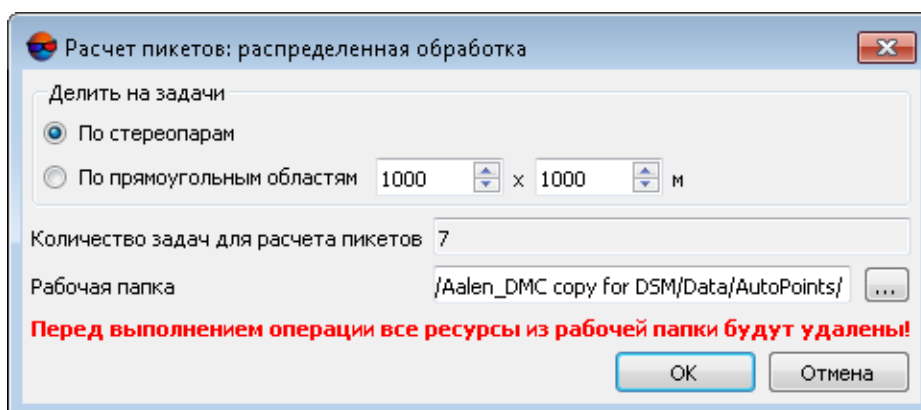 Расчет пикетов: распределенная обработка
Делить на задачи
По стереопарам
По прямоугольным областям 1000 x 1000 м
Количество задач для расчета пикетов 7
Рабочая папка /Aalen_DMC copy for DSM/Data/AutoPoints/ ...
Перед выполнением операции все ресурсы из рабочей папки будут удалены!
OK Отмена